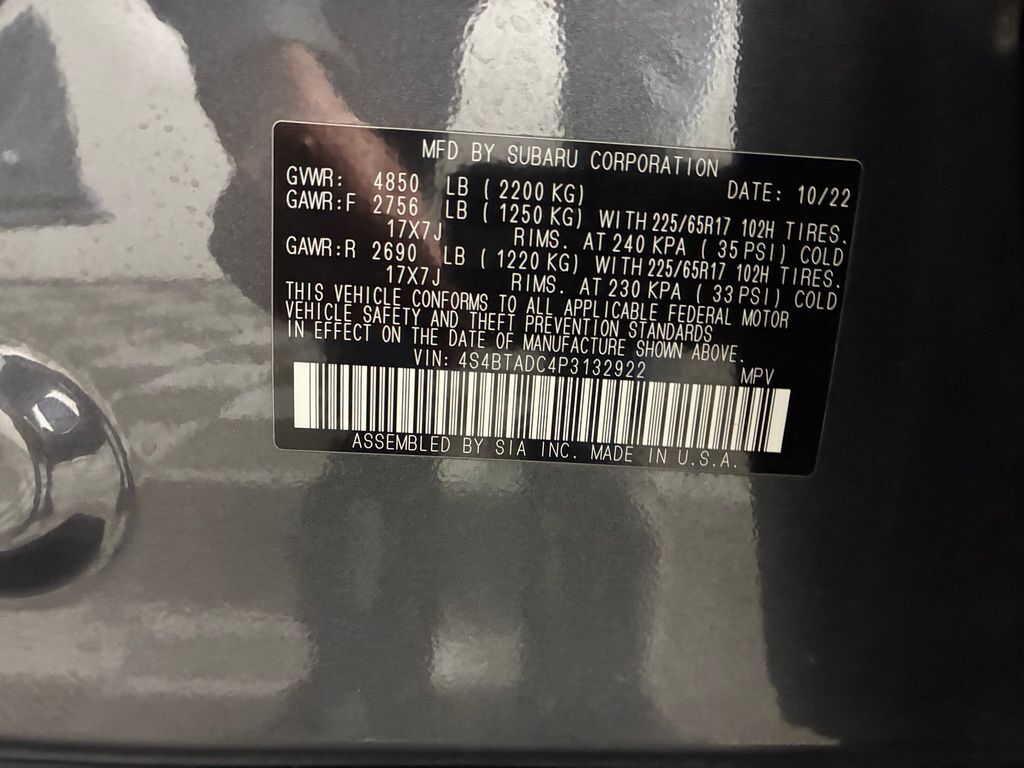 MFD BY SUBARU CORPORATION
GVWR: 4850 LB ( 2200 KG) DATE: 10/22
GAWR:F 2756 LB ( 1250 KG) WITH 225/65R17 102H TIRES.
17X7J RIMS. AT 240 KPA ( 35 PSI) COLD
GAWR:R 2690 LB ( 1220 KG) WITH 225/65R17 102H TIRES.
17X7J RIMS. AT 230 KPA ( 33 PSI) COLD
THIS VEHICLE CONFORMS TO ALL APPLICABLE FEDERAL MOTOR
VEHICLE SAFETY AND THEFT PREVENTION STANDARDS
IN EFFECT ON THE DATE OF MANUFACTURE SHOWN ABOVE.
VIN: 4S4BTADC4P3132922 MPV
ASSEMBLED BY SIA INC. MADE IN U.S.A.